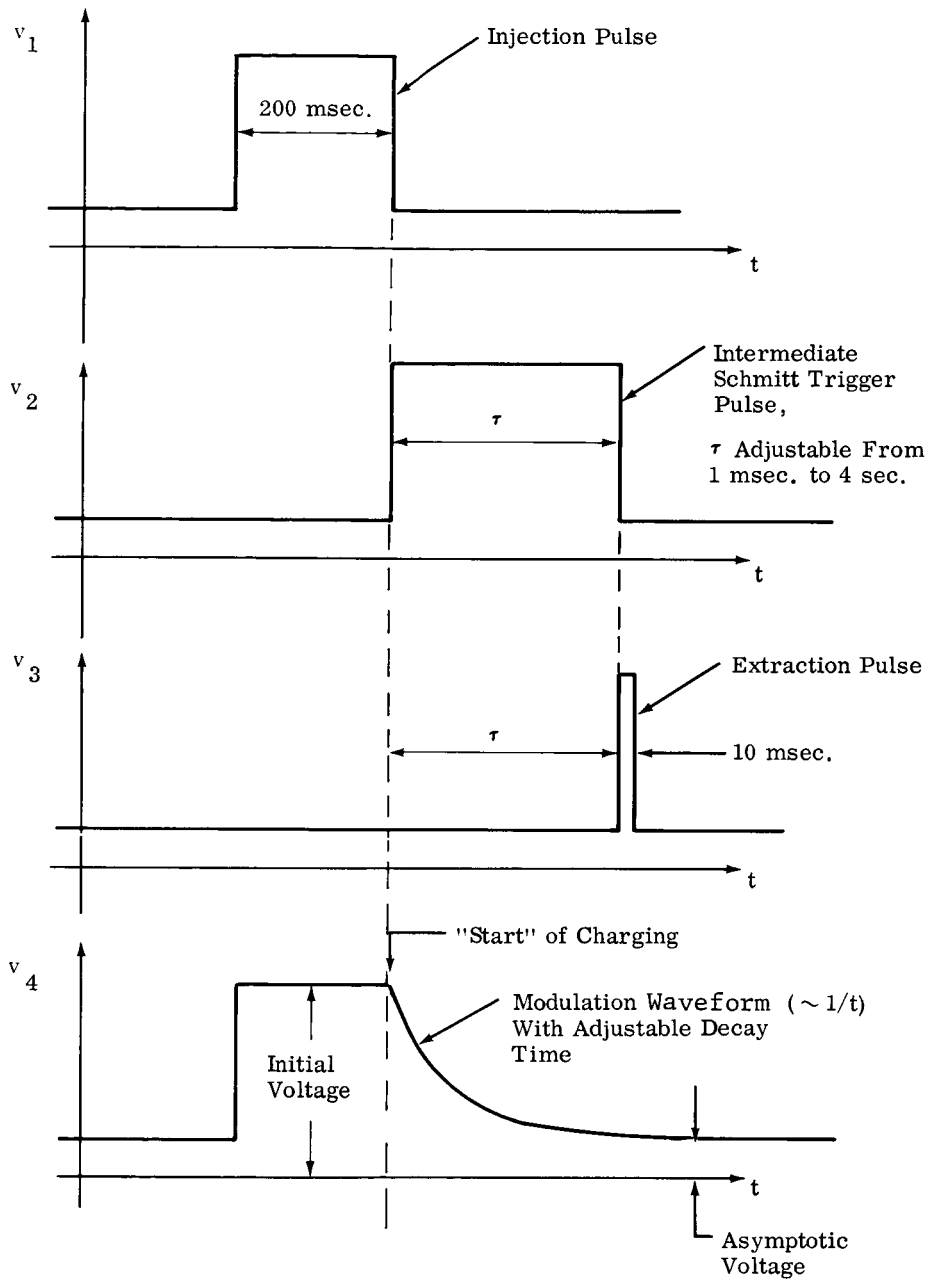 v1
Injection Pulse
200 msec.
t
v2
Intermediate
Schmitt Trigger
Pulse,
τ
τ Adjustable From
1 msec. to 4 sec.
t
v3
Extraction Pulse
τ
10 msec.
t
"Start" of Charging
v4
Modulation Waveform (~ 1/t)
With Adjustable Decay
Time
Initial
Voltage
t
Asymptotic
Voltage